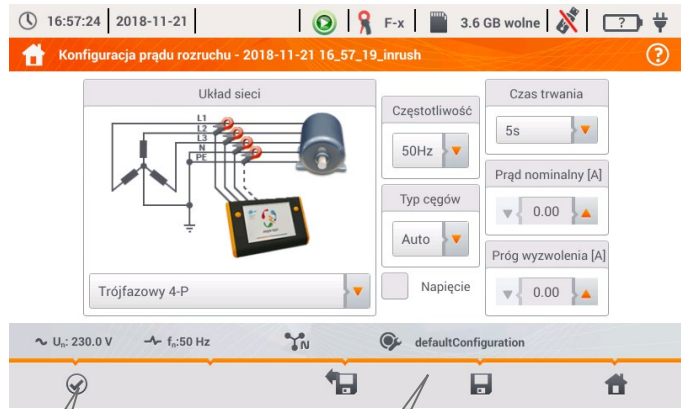 16:57:24 2018-11-21 F-x 3.6 GB wolne ?
Konfiguracja prądu rozruchu - 2018-11-21 16_57_19_inrush ?
Układ sieci
L1
L2
L3
N
PE
Trójfazowy 4-P
Częstotliwość
50Hz
Typ cęgów
Auto
Napięcie
Czas trwania
5s
Prąd nominalny [A]
0.00
Próg wyzwolenia [A]
0.00
Uₙ: 230.0 V fₙ:50 Hz N defaultConfiguration